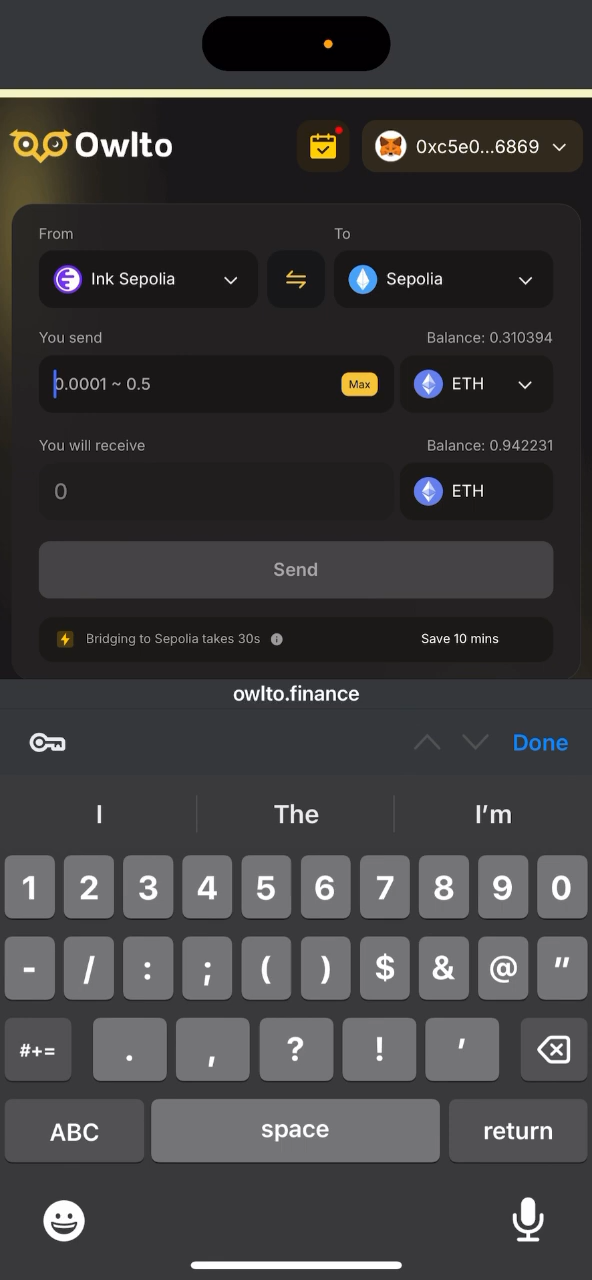 Owlto
0xc5e0...6869
From To
Ink Sepolia Sepolia
You send Balance: 0.310394
0.0001 ~ 0.5 Max ETH
You will receive Balance: 0.942231
0 ETH
Send
Bridging to Sepolia takes 30s Save 10 mins
owlto.finance
Done
I The I'm
1 2 3 4 5 6 7 8 9 0
- / : ; ( ) $ & @ "
#+= . , ? ! '
ABC space return